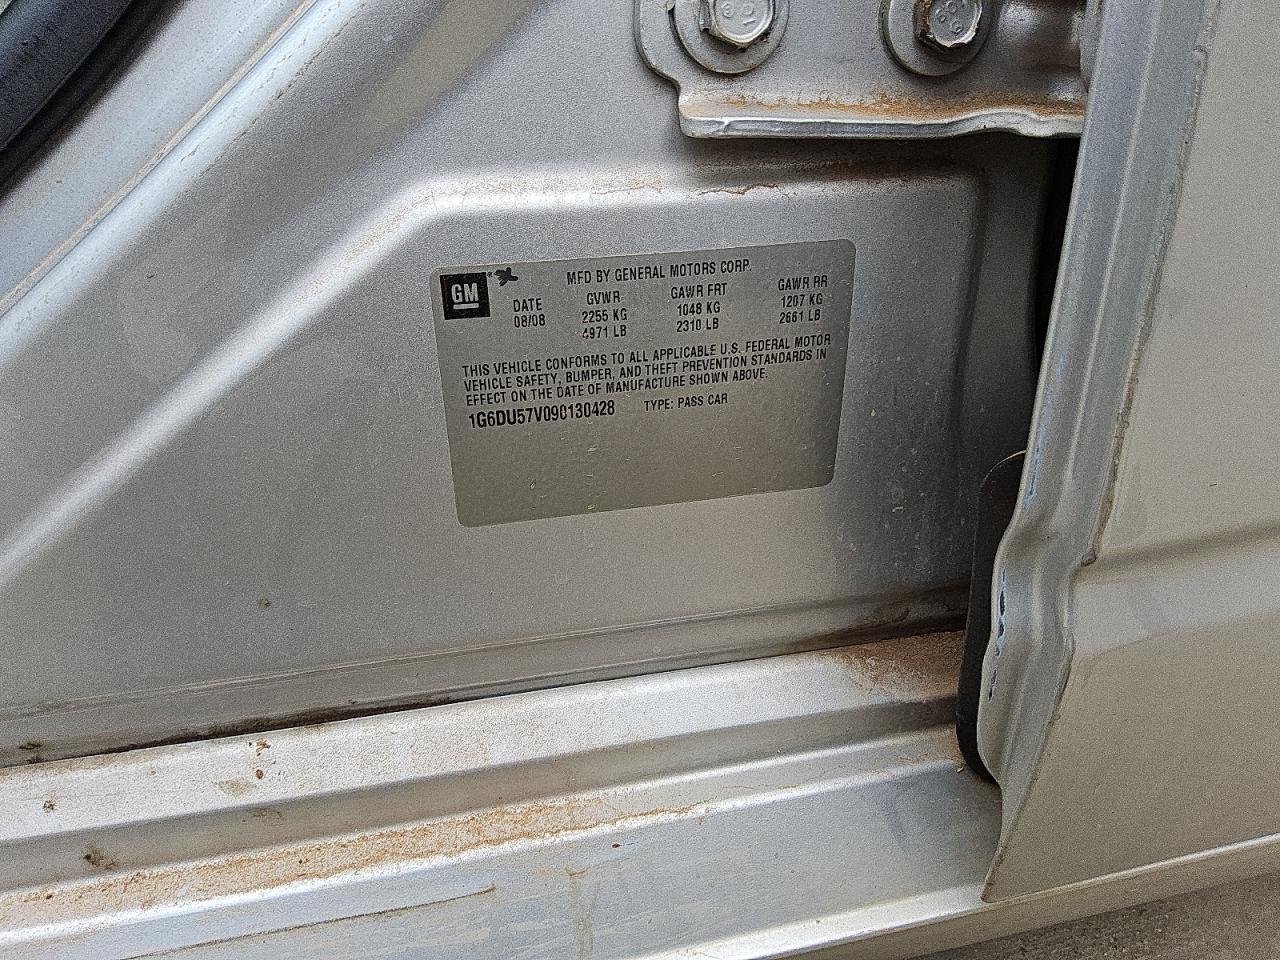 GM
MFD BY GENERAL MOTORS CORP.
DATE GVWR GAWR FRT GAWR RR
08/08 2255 KG 1048 KG 1207 KG
4971 LB 2310 LB 2661 LB
THIS VEHICLE CONFORMS TO ALL APPLICABLE U.S. FEDERAL MOTOR
VEHICLE SAFETY, BUMPER, AND THEFT PREVENTION STANDARDS IN
EFFECT ON THE DATE OF MANUFACTURE SHOWN ABOVE.
1G6DU57V090130428 TYPE: PASS CAR